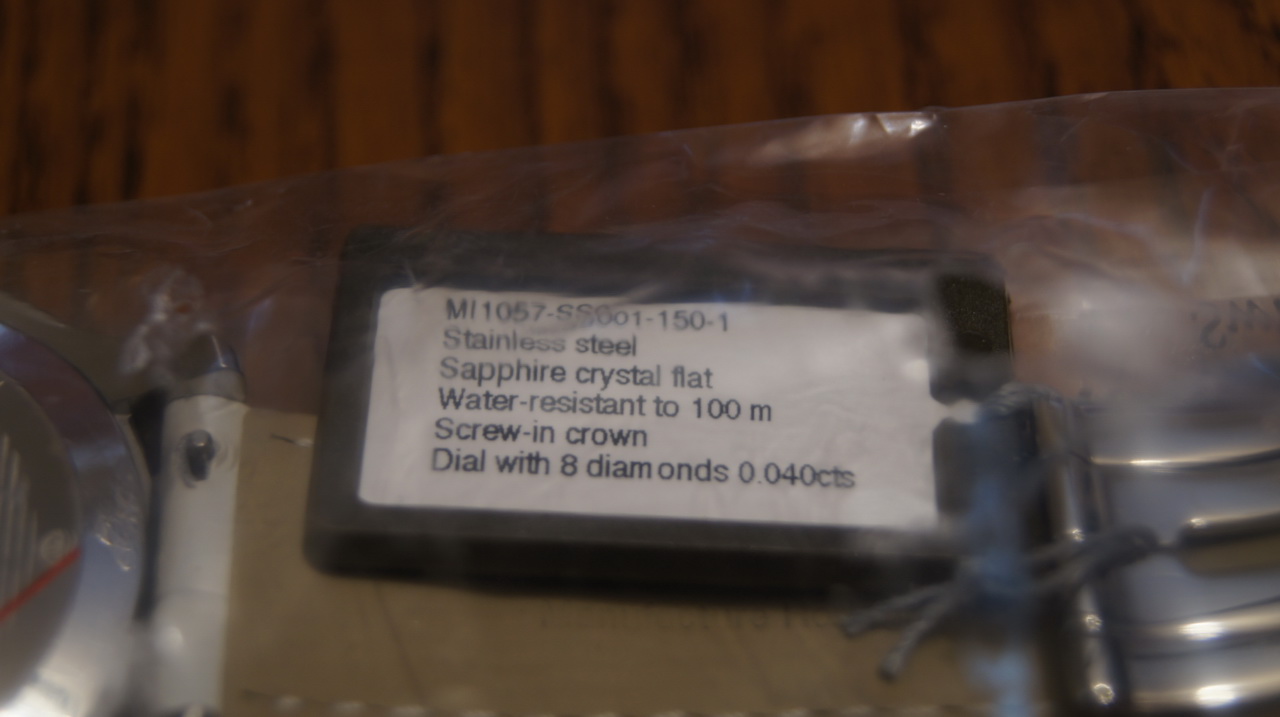 MI1057-SS001-150-1
Stainless steel
Sapphire crystal flat
Water-resistant to 100 m
Screw-in crown
Dial with 8 diamonds 0.040cts